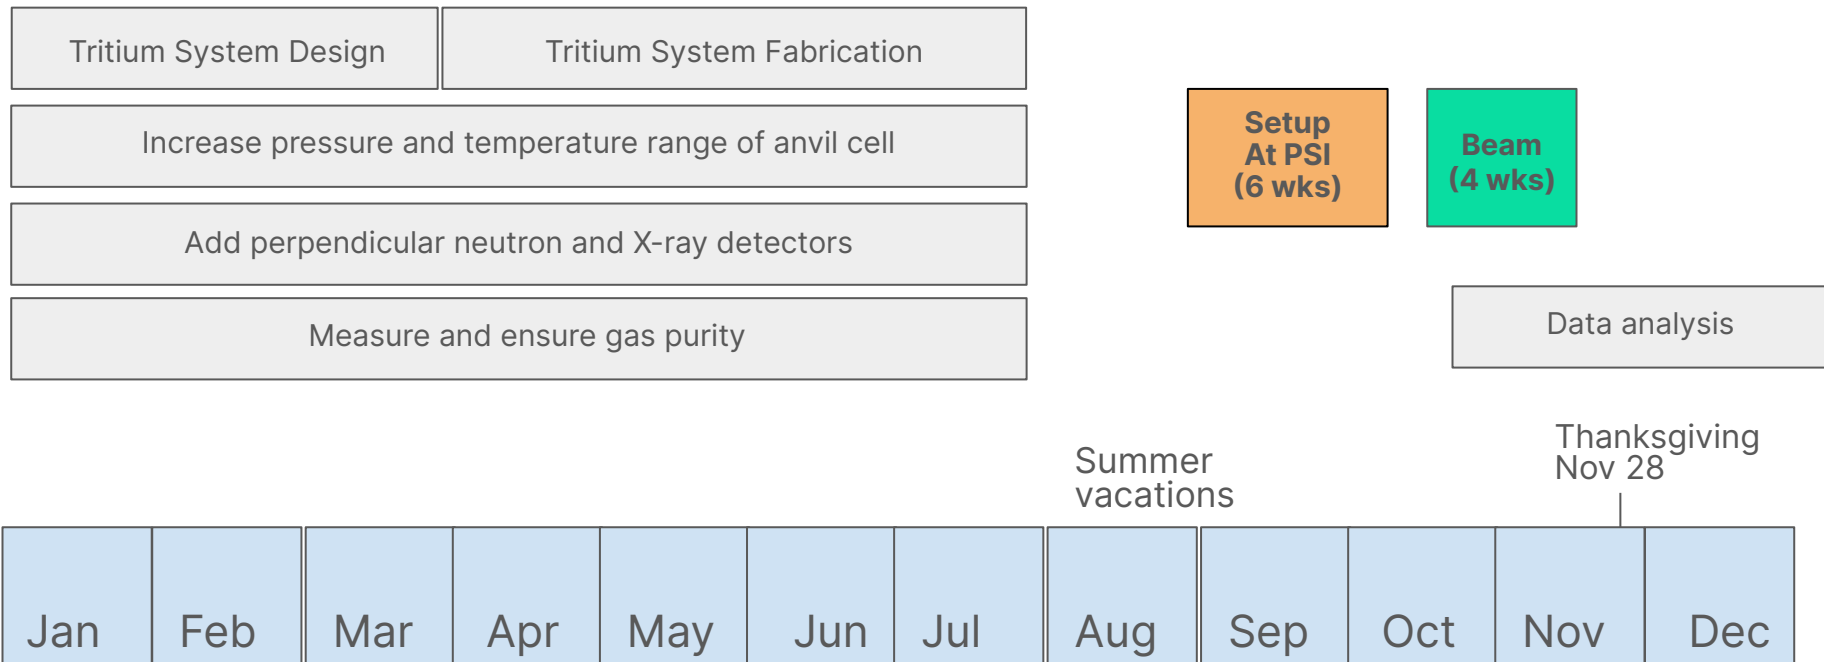 Tritium System Design
Tritium System Fabrication
Increase pressure and temperature range of anvil cell
Add perpendicular neutron and X-ray detectors
Measure and ensure gas purity
Setup
At PSI
(6 wks)
Beam
(4 wks)
Data analysis
Summer
vacations
Thanksgiving
Nov 28
Jan
Feb
Mar
Apr
May
Jun
Jul
Aug
Sep
Oct
Nov
Dec